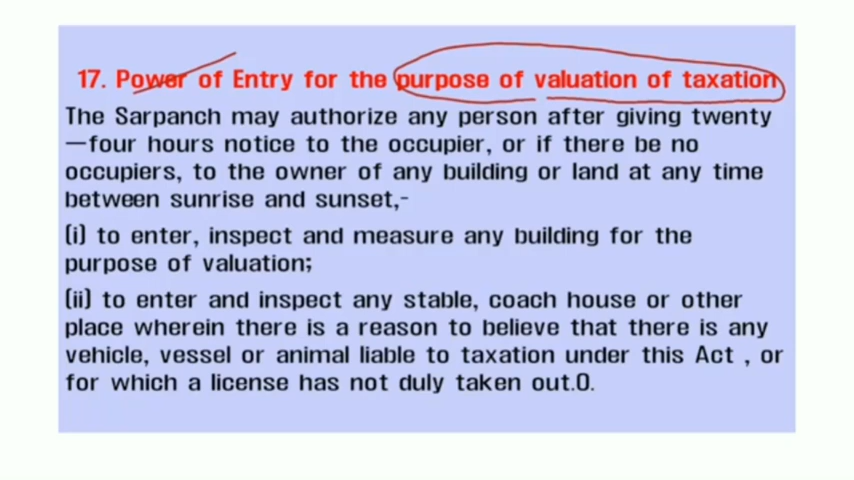 17. Power of Entry for the purpose of valuation of taxation
The Sarpanch may authorize any person after giving twenty
—four hours notice to the occupier, or if there be no
occupiers, to the owner of any building or land at any time
between sunrise and sunset,-
(i) to enter, inspect and measure any building for the
purpose of valuation;
(ii) to enter and inspect any stable, coach house or other
place wherein there is a reason to believe that there is any
vehicle, vessel or animal liable to taxation under this Act , or
for which a license has not duly taken out.0.